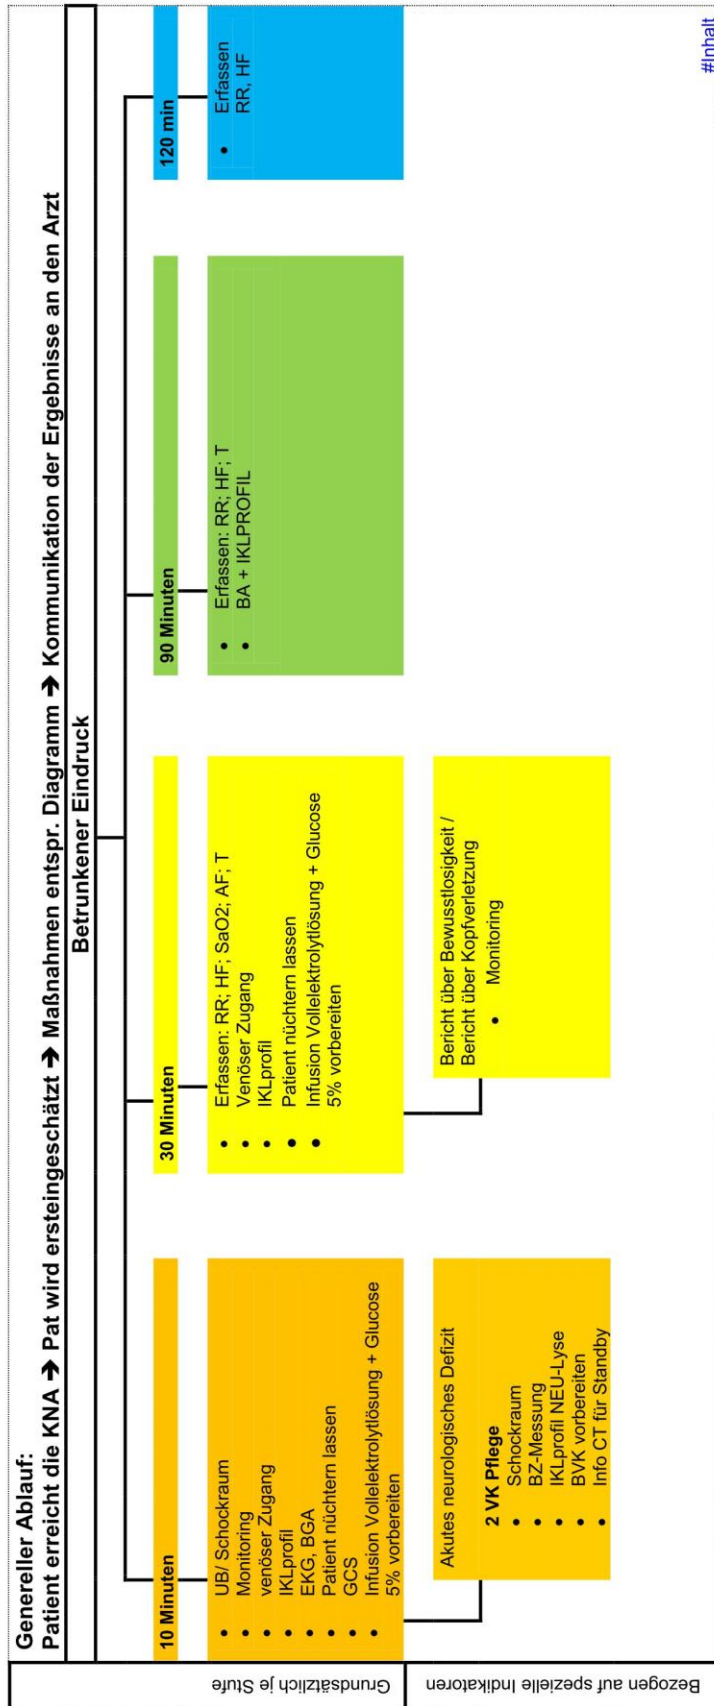 Genereller Ablauf:
Patient erreicht die KNA ➔ Pat wird ersteingeschätzt ➔ Maßnahmen entspr. Diagramm ➔ Kommunikation der Ergebnisse an den Arzt
Betrunkener Eindruck
Grundsätzlich je Stufe
10 Minuten
• UB/ Schockraum
• Monitoring
• venöser Zugang
• IKLprofil
• EKG, BGA
• Patient nüchtern lassen
• GCS
• Infusion Vollelektrolytlösung + Glucose
5% vorbereiten
30 Minuten
• Erfassen: RR; HF; SaO2; AF; T
• Venöser Zugang
• IKLprofil
• Patient nüchtern lassen
• Infusion Vollelektrolytlösung + Glucose
5% vorbereiten
90 Minuten
• Erfassen: RR; HF; T
• BA + IKLPROFIL
120 min
• Erfassen
RR, HF
Bezogen auf spezielle Indikatoren
Akutes neurologisches Defizit
2 VK Pflege
• Schockraum
• BZ-Messung
• IKLprofil NEU-Lyse
• BVK vorbereiten
• Info CT für Standby
Bericht über Bewusstlosigkeit /
Bericht über Kopfverletzung
• Monitoring
#Inhalt